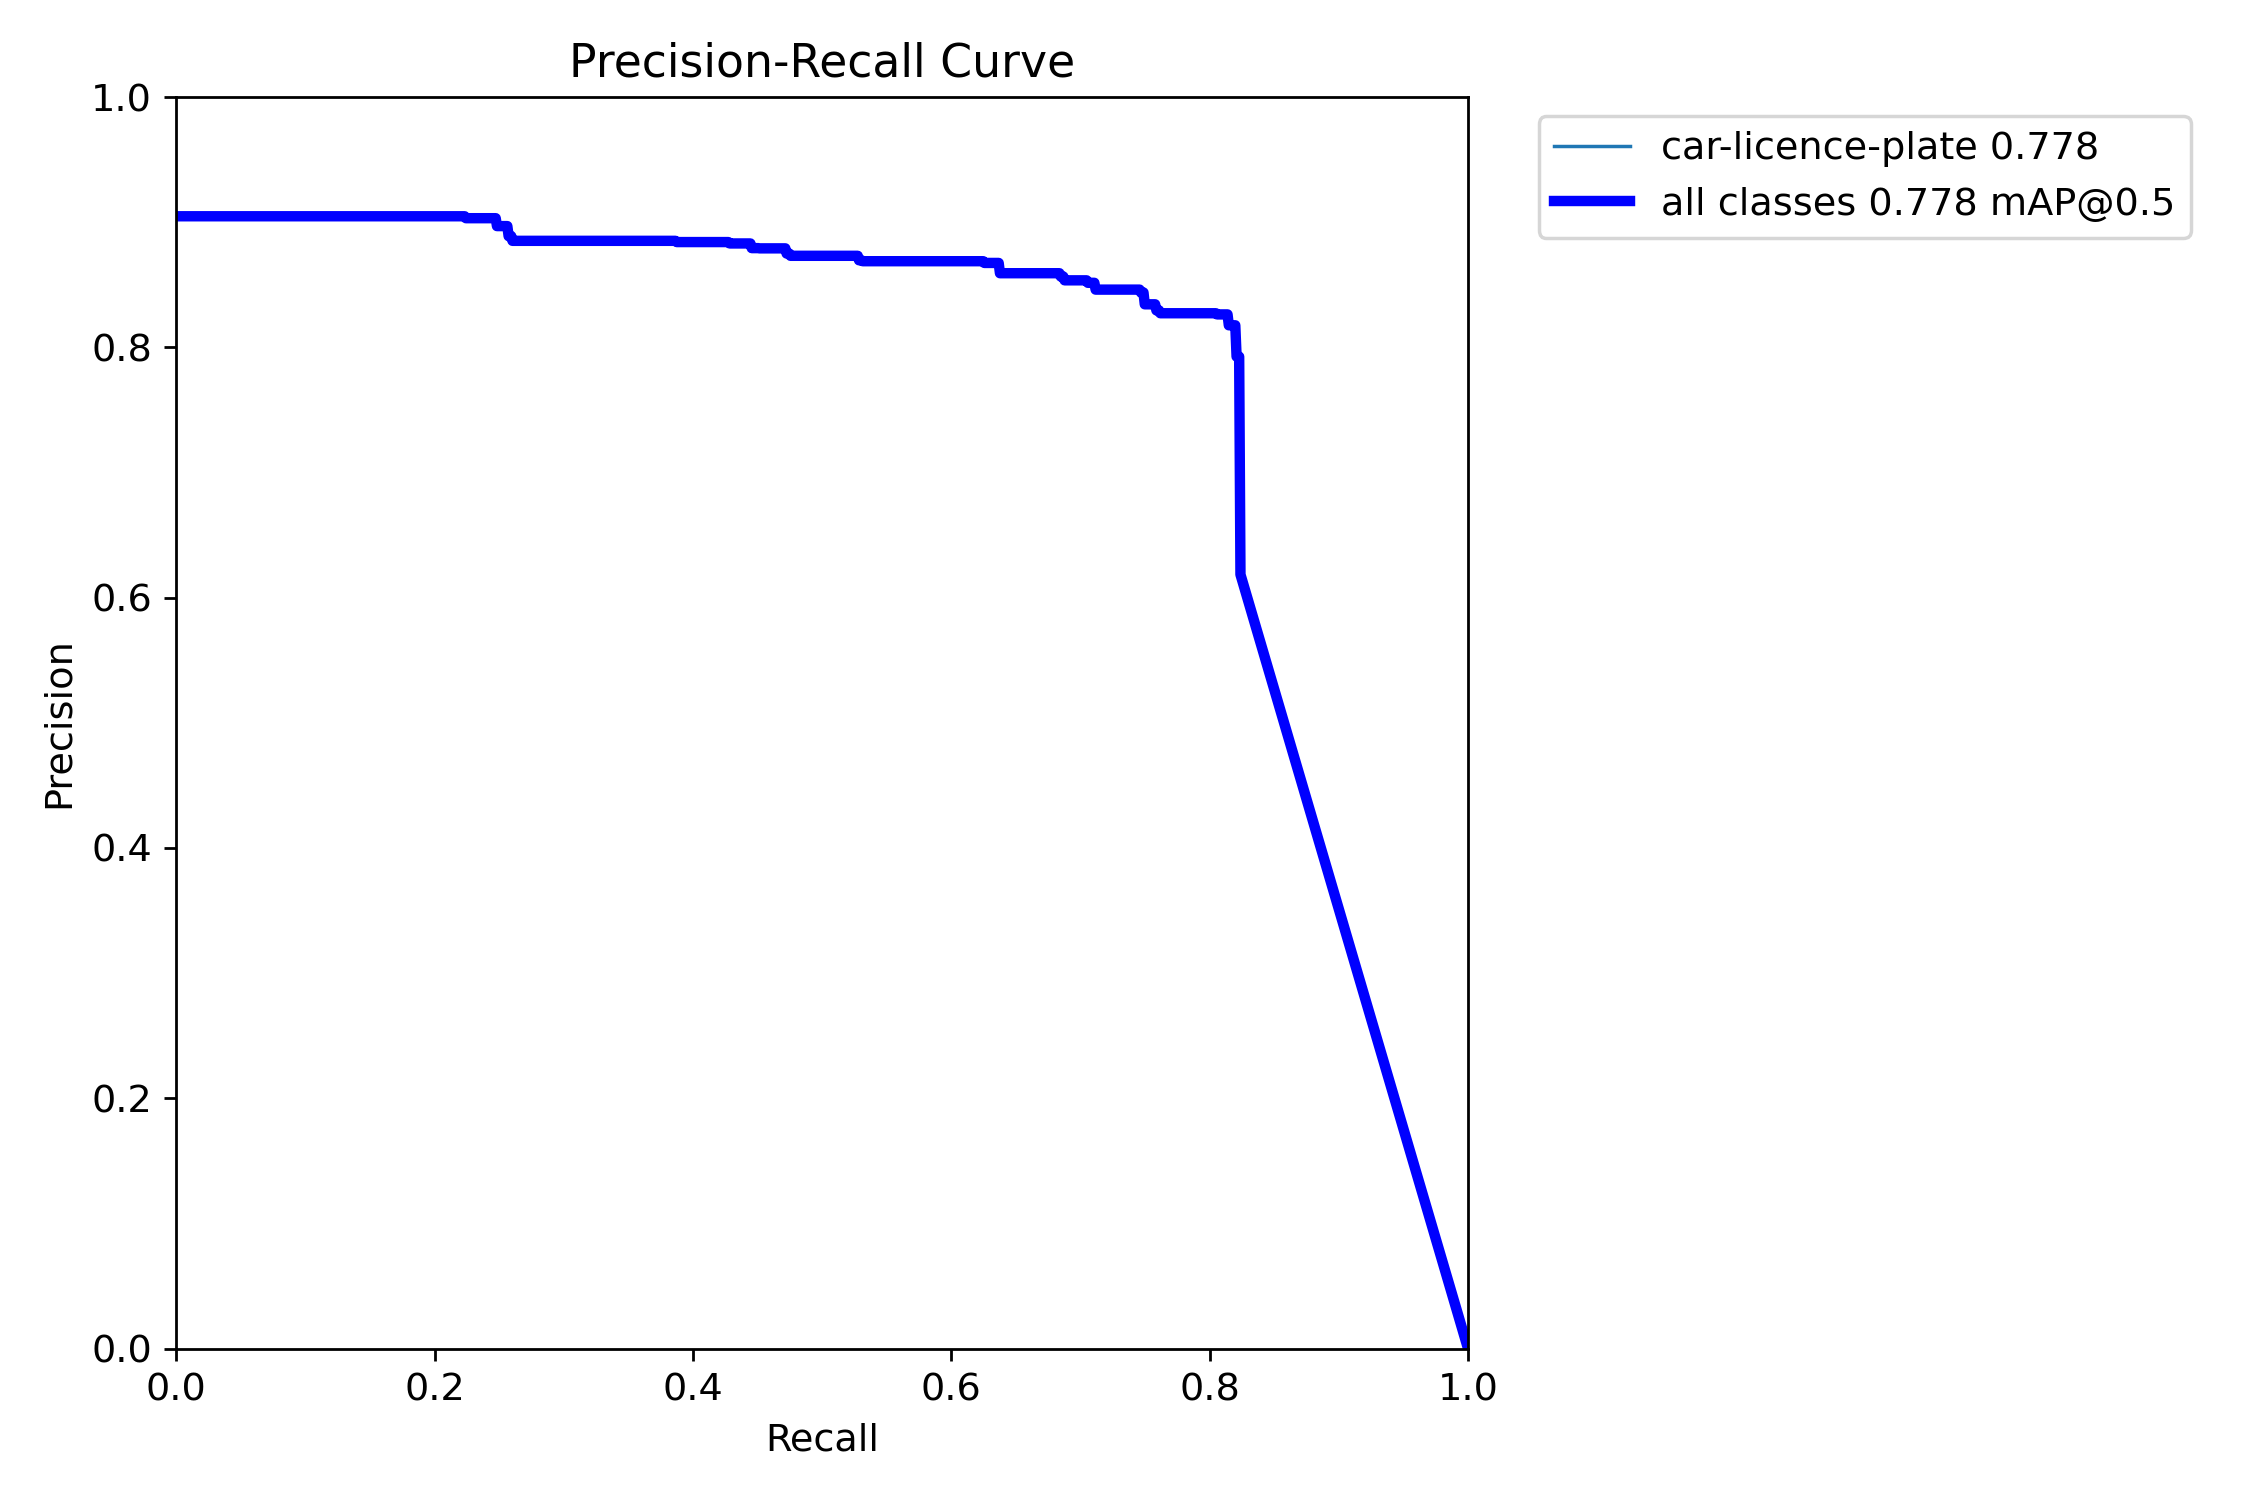 Precision-Recall Curve
1.0
0.8
0.6
0.4
0.2
0.0
Precision
0.0 0.2 0.4 0.6 0.8 1.0
Recall
car-licence-plate 0.778
all classes 0.778 mAP@0.5